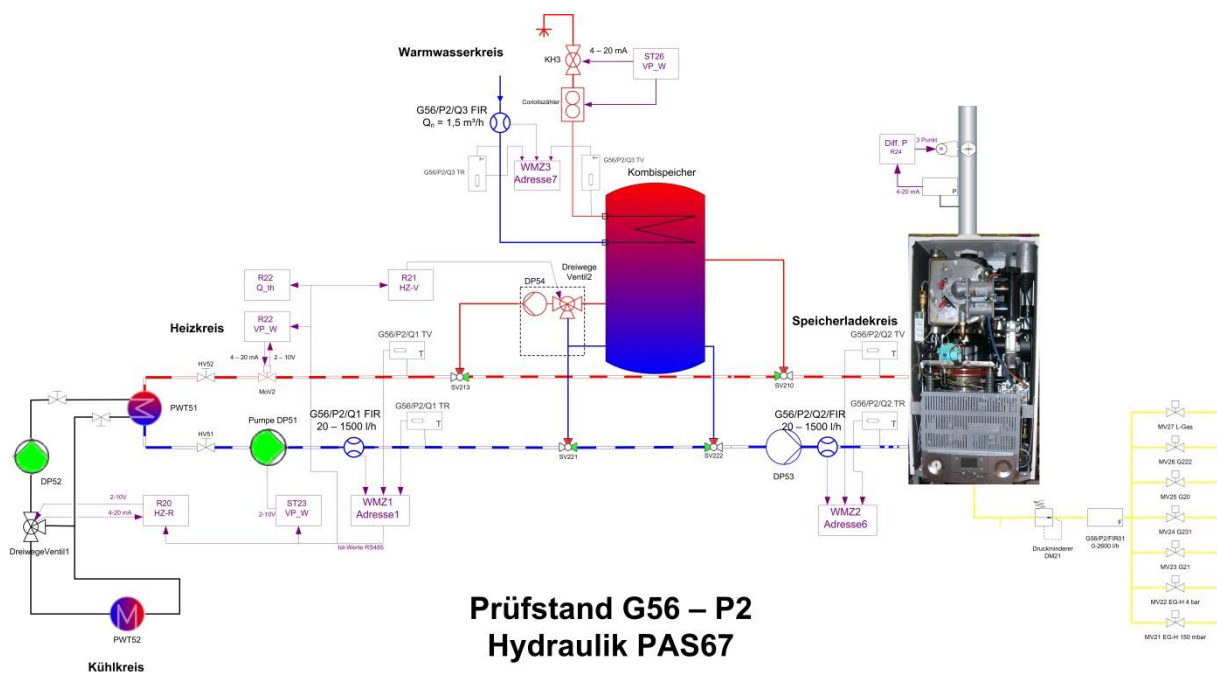 Warmwasserkreis
KH3
4 – 20 mA
ST26
VP_W
Corioliszähler
G56/P2/Q3 FIR
Qn = 1,5 m³/h
T
G56/P2/Q3 TR
WMZ3
Adresse7
T
G56/P2/Q3 TV
Kombispeicher
Diff. P
R24
3 Punkt
M
4-20 mA
P
R22
Q_th
R21
HZ-V
Dreiwege
Ventil2
DP54
Heizkreis
R22
VP_W
4 – 20 mA
2 – 10V
G56/P2/Q1 TV
T
Speicherladekreis
G56/P2/Q2 TV
T
HV52
MoV2
SV213
SV210
PWT51
G56/P2/Q1 TR
T
G56/P2/Q2 TR
T
HV51
Pumpe DP51
G56/P2/Q1 FIR
20 – 1500 l/h
G56/P2/Q2/FIR
20 – 1500 l/h
SV221
SV222
DP53
DP52
2-10V
4-20 mA
R20
HZ-R
2-10V
ST23
VP_W
WMZ1
Adresse1
WMZ2
Adresse6
Ist-Werte RS485
DreiwegeVentil1
PWT52
Kühlkreis
Druckminderer
DM21
F
G56/P2/FIR01
0-2600 l/h
MV27 L-Gas
MV26 G222
MV25 G20
MV24 G231
MV23 G21
MV22 EG-H 4 bar
MV21 EG-H 150 mbar
Prüfstand G56 – P2
Hydraulik PAS67